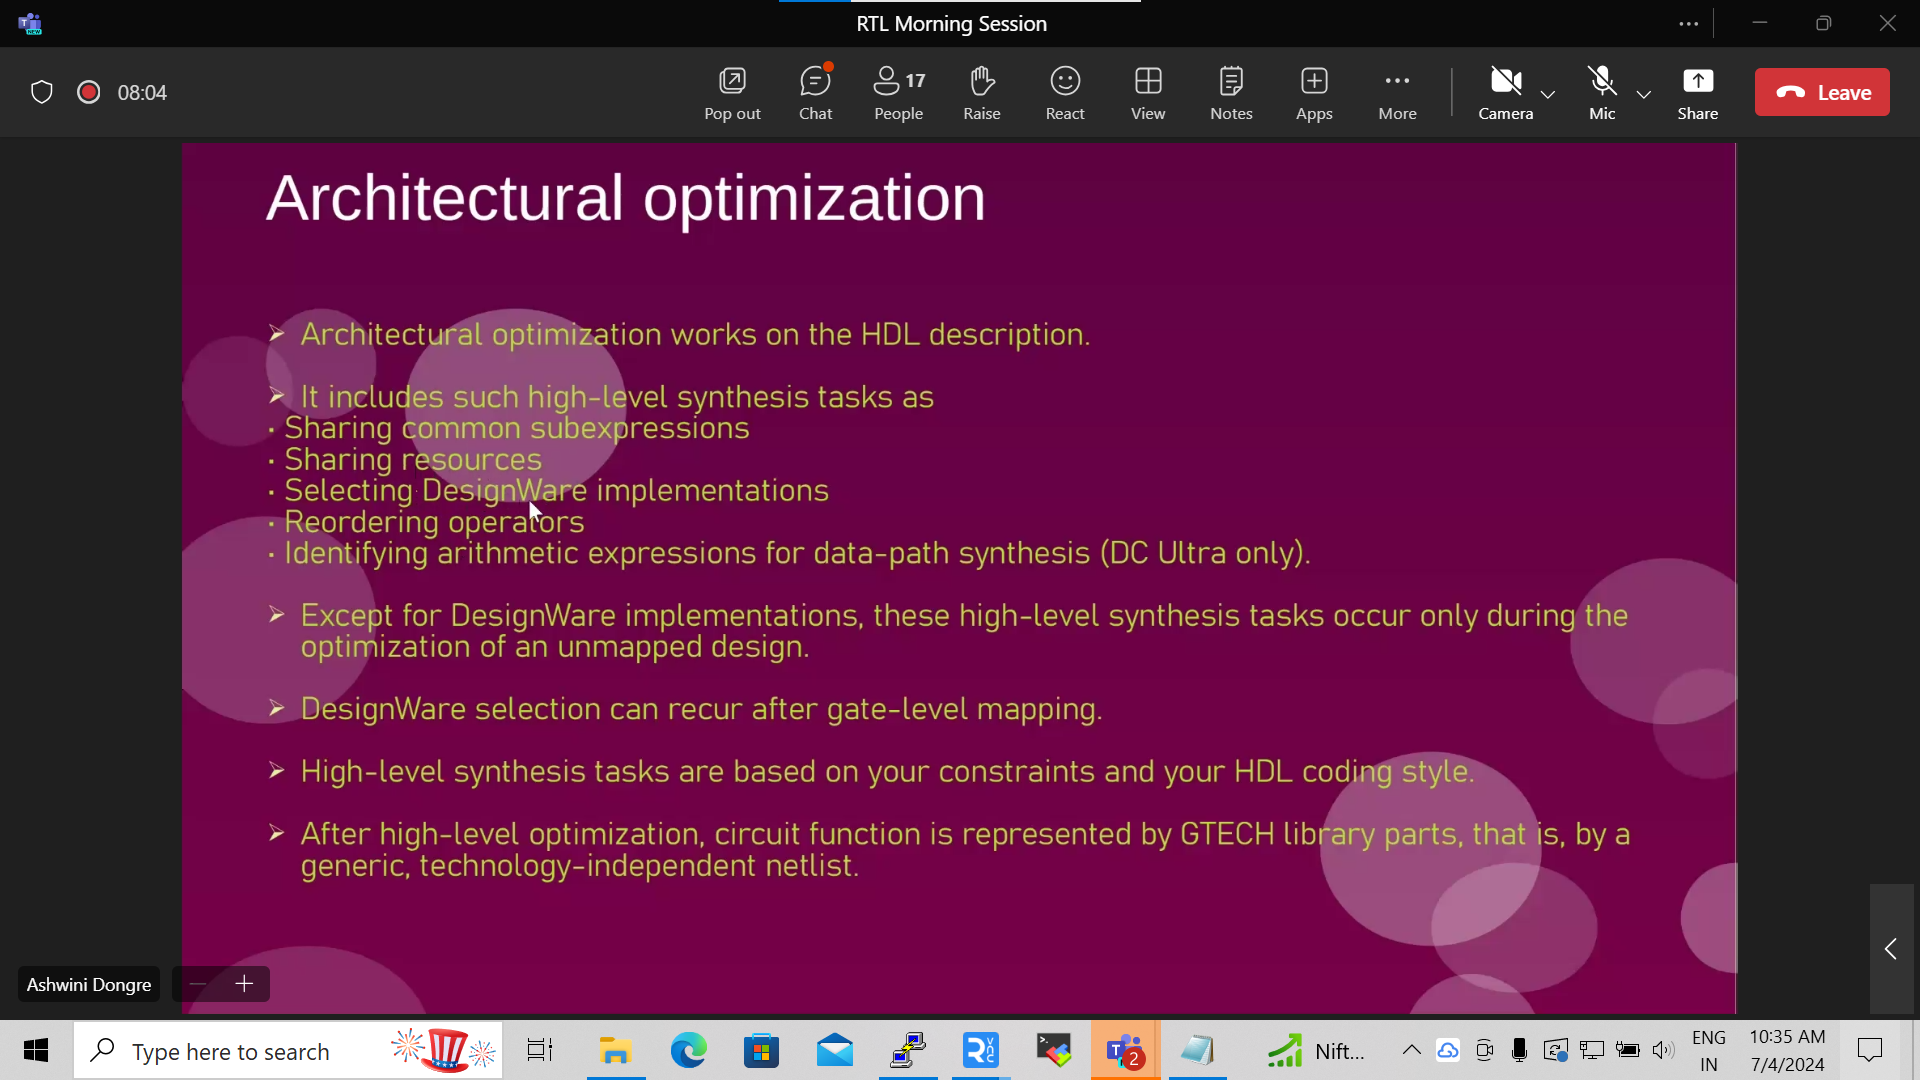 RTL Morning Session
08:04
Pop out
Chat
17
People
Raise
React
View
Notes
Apps
More
Camera
Mic
Share
Leave
Architectural optimization
➢ Architectural optimization works on the HDL description.
➢ It includes such high-level synthesis tasks as
· Sharing common subexpressions
· Sharing resources
· Selecting DesignWare implementations
· Reordering operators
· Identifying arithmetic expressions for data-path synthesis (DC Ultra only).
➢ Except for DesignWare implementations, these high-level synthesis tasks occur only during the
optimization of an unmapped design.
➢ DesignWare selection can recur after gate-level mapping.
➢ High-level synthesis tasks are based on your constraints and your HDL coding style.
➢ After high-level optimization, circuit function is represented by GTECH library parts, that is, by a
generic, technology-independent netlist.
Ashwini Dongre
Type here to search
2
Nift...
ENG
IN
10:35 AM
7/4/2024